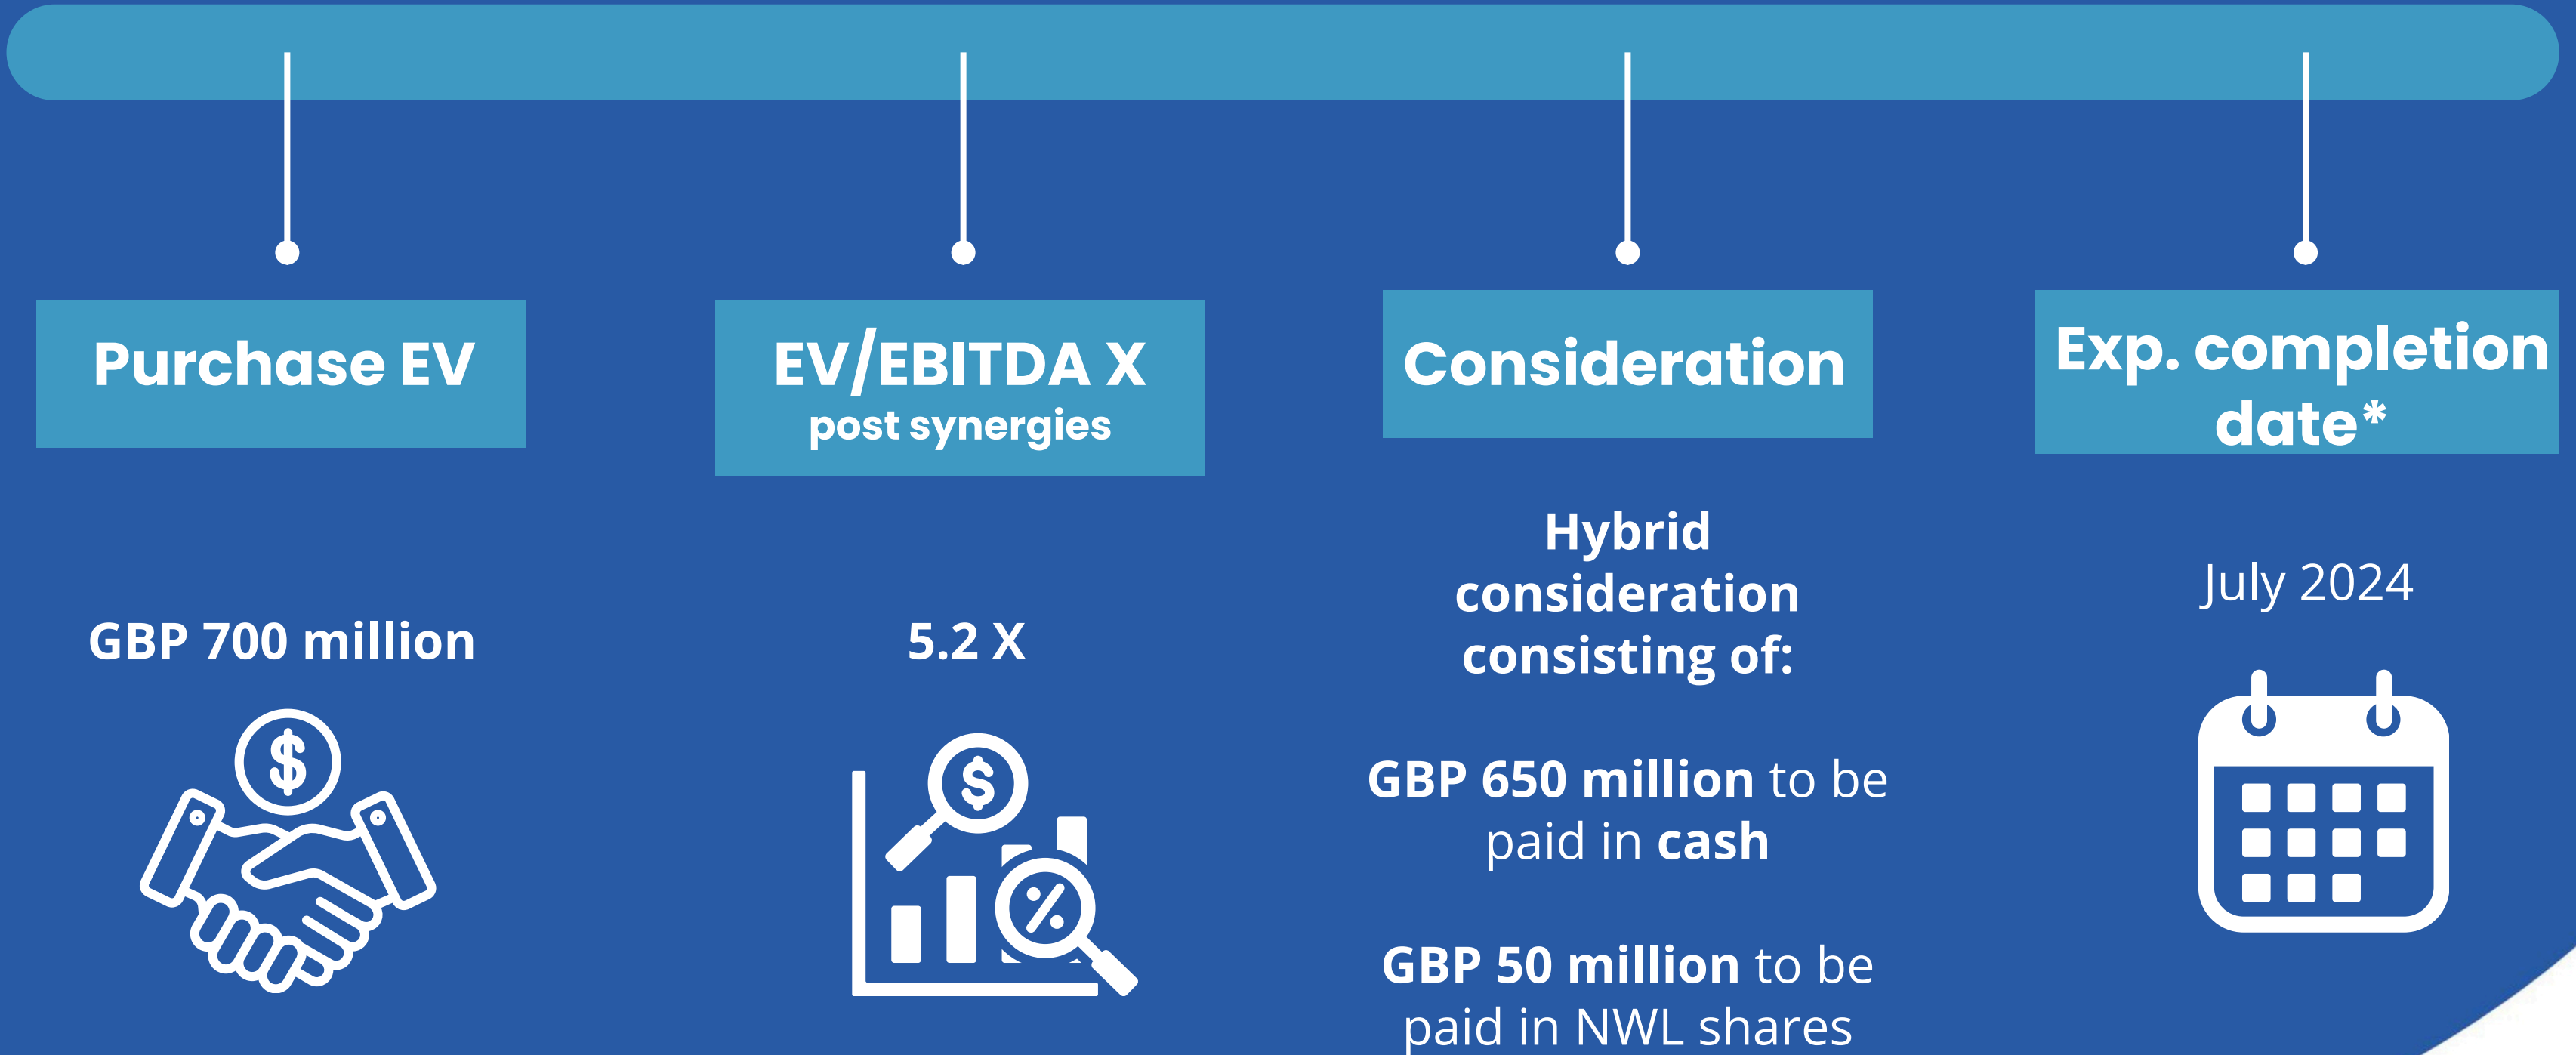 Purchase EV
GBP 700 million
$
EV/EBITDA X
post synergies
5.2 X
$
%
Consideration
Hybrid
consideration
consisting of:
GBP 650 million to be
paid in cash
GBP 50 million to be
paid in NWL shares
Exp. completion
date*
July 2024